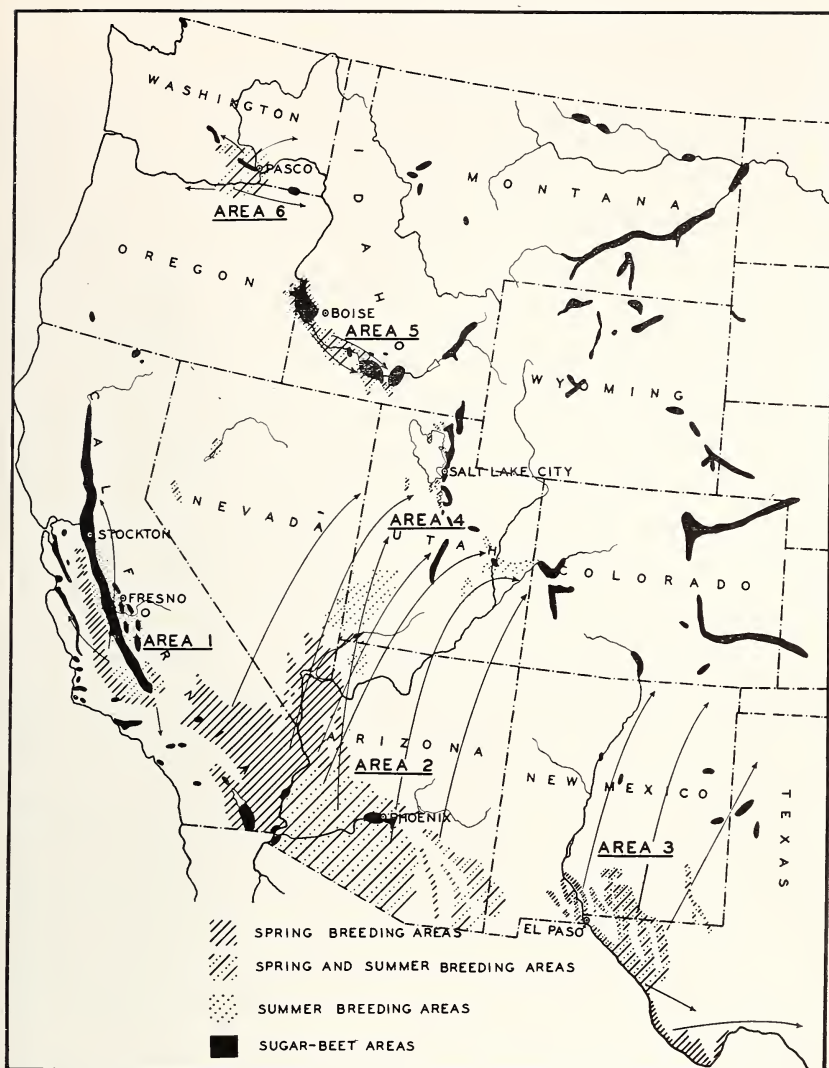 WASHINGTON
PASCO
AREA 6
IDAHO
MONTANA
OREGON
BOISE
AREA 5
WYOMING
CALIFORNIA
NEVADA
SALT LAKE CITY
AREA 4
UTAH
STOCKTON
FRESNO
AREA 1
COLORADO
ARIZONA
AREA 2
NEW MEXICO
PHOENIX
TEXAS
AREA 3
EL PASO
SPRING BREEDING AREAS
SPRING AND SUMMER BREEDING AREAS
SUMMER BREEDING AREAS
SUGAR-BEET AREAS